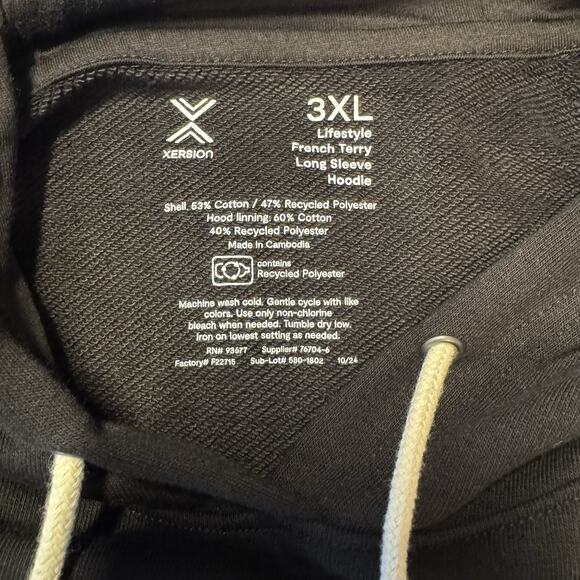 XERSION
3XL
Lifestyle
French Terry
Long Sleeve
Hoodie
Shell. 53% Cotton / 47% Recycled Polyester
Hood linning: 60% Cotton
40% Recycled Polyester
Made in Cambodia
contains
Recycled Polyester
Machine wash cold. Gentle cycle with like
colors. Use only non-chlorine
bleach when needed. Tumble dry low,
iron on lowest setting as needed.
RN# 93677 Supplier# 76704-6
Factory# F22715 Sub-Lot# 580-1802 10/24